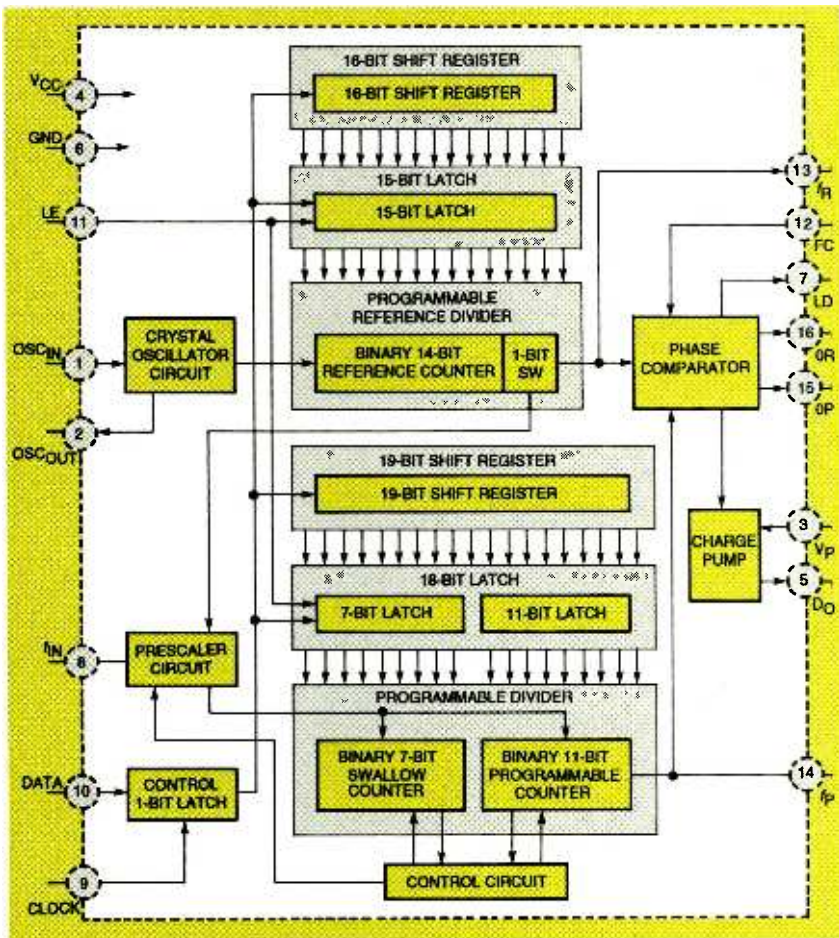 16-BIT SHIFT REGISTER
16-BIT SHIFT REGISTER
VCC
4
GND
6
15-BIT LATCH
15-BIT LATCH
LE
11
13
fR
12
FC
7
LD
PROGRAMMABLE
REFERENCE DIVIDER
BINARY 14-BIT
REFERENCE COUNTER
1-BIT
SW
OSCIN
1
CRYSTAL
OSCILLATOR
CIRCUIT
PHASE
COMPARATOR
16
0R
15
0P
2
OSCOUT
19-BIT SHIFT REGISTER
19-BIT SHIFT REGISTER
CHARGE
PUMP
3
VP
5
DO
18-BIT LATCH
7-BIT LATCH
11-BIT LATCH
fIN
8
PRESCALER
CIRCUIT
PROGRAMMABLE DIVIDER
BINARY 7-BIT
SWALLOW
COUNTER
BINARY 11-BIT
PROGRAMMABLE
COUNTER
DATA
10
CONTROL
1-BIT LATCH
14
fP
9
CLOCK
CONTROL CIRCUIT